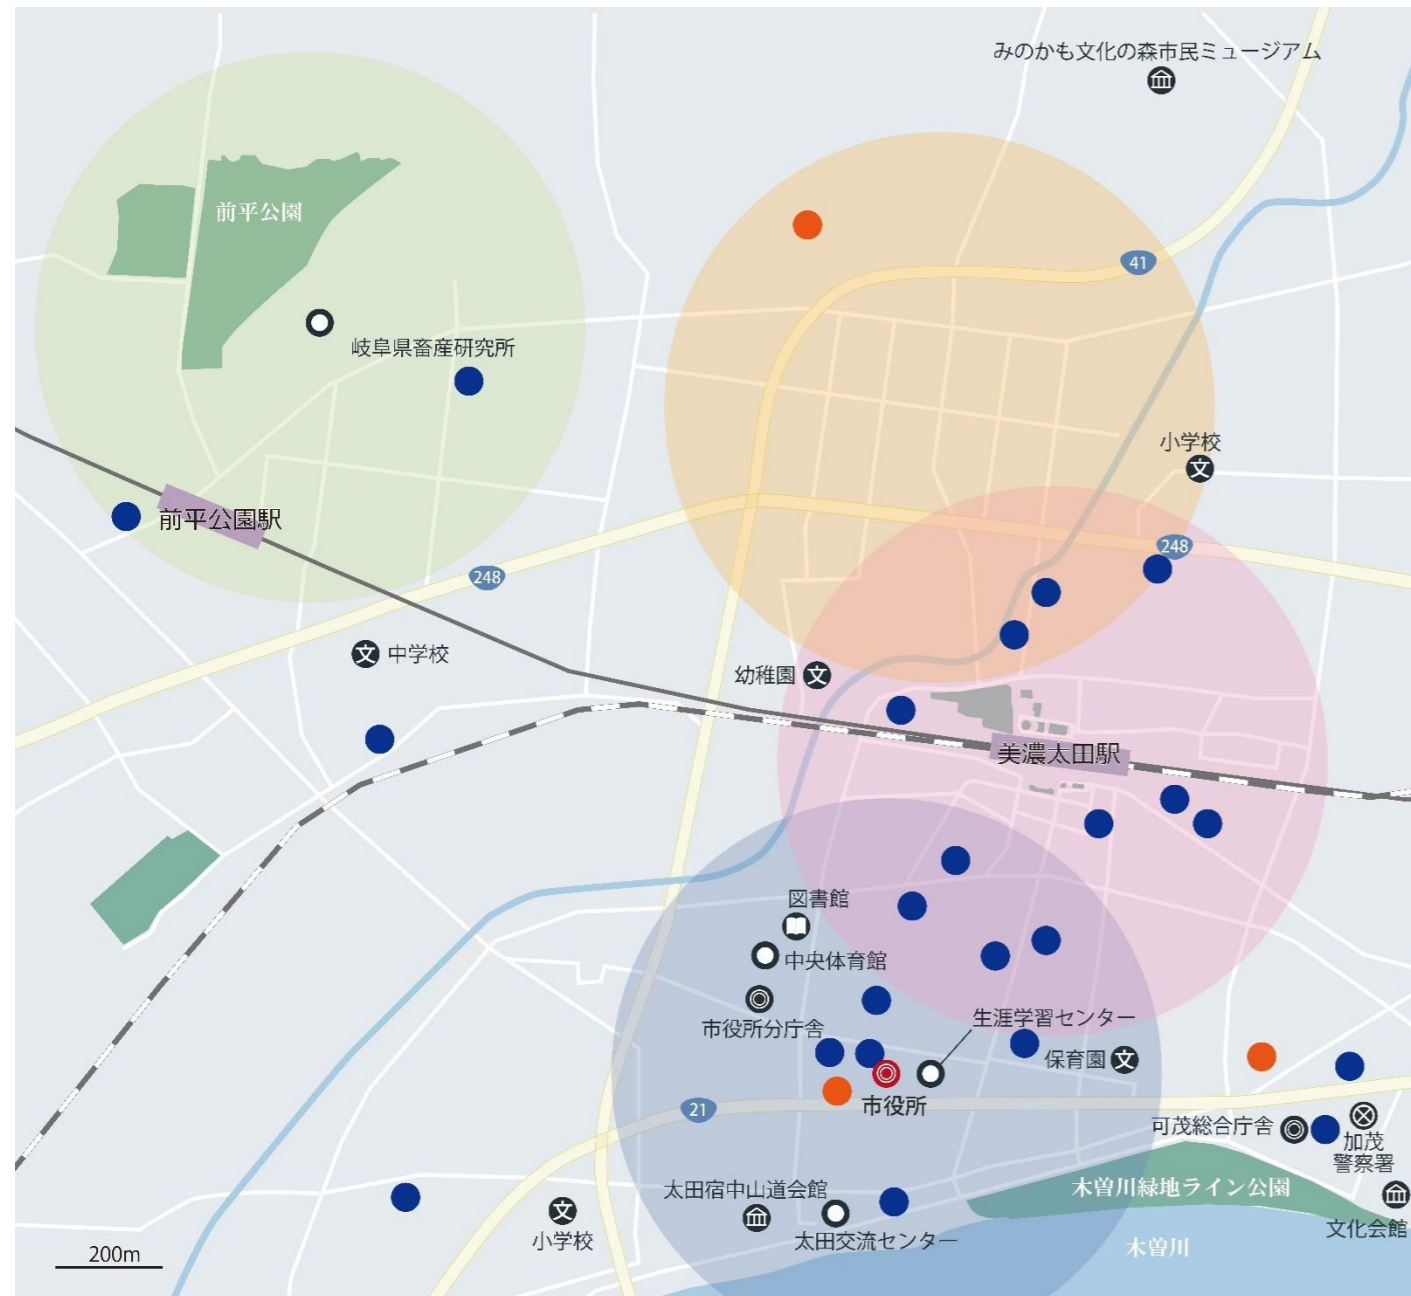 みのかも文化の森市民ミュージアム
前平公園
41
岐阜県畜産研究所
小学校
文
前平公園駅
248
248
文
中学校
幼稚園
文
美濃太田駅
図書館
中央体育館
市役所分庁舎
生涯学習センター
保育園
文
市役所
21
可茂総合庁舎
加茂
警察署
太田宿中山道会館
木曽川緑地ライン公園
文
小学校
太田交流センター
文化会館
木曽川
200m